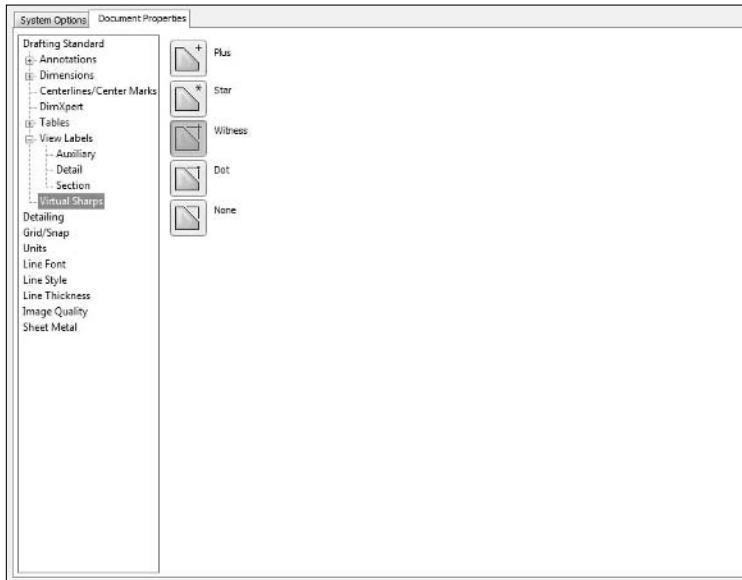 System Options
Document Properties
Drafting Standard
Annotations
Dimensions
Centerlines/Center Marks
DimXpert
Tables
View Labels
Auxiliary
Detail
Section
Virtual Sharps
Detailing
Grid/Snap
Units
Line Font
Line Style
Line Thickness
Image Quality
Sheet Metal
Plus
Star
Witness
Dot
None